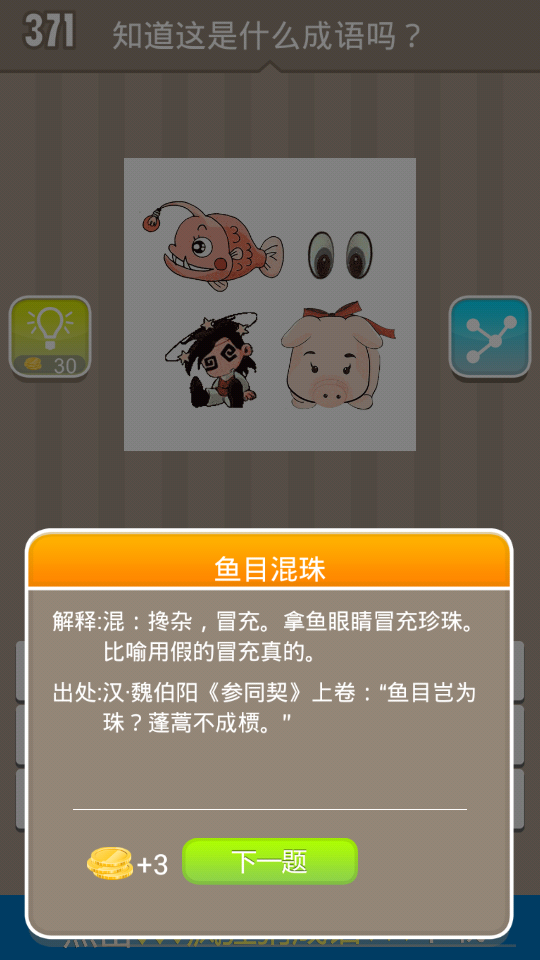 371
知道这是什么成语吗？
30
鱼目混珠
解释:混：搀杂，冒充。拿鱼眼睛冒充珍珠。
比喻用假的冒充真的。
出处:汉·魏伯阳《参同契》上卷：“鱼目岂为
珠？蓬蒿不成槚。”
+3
下一题